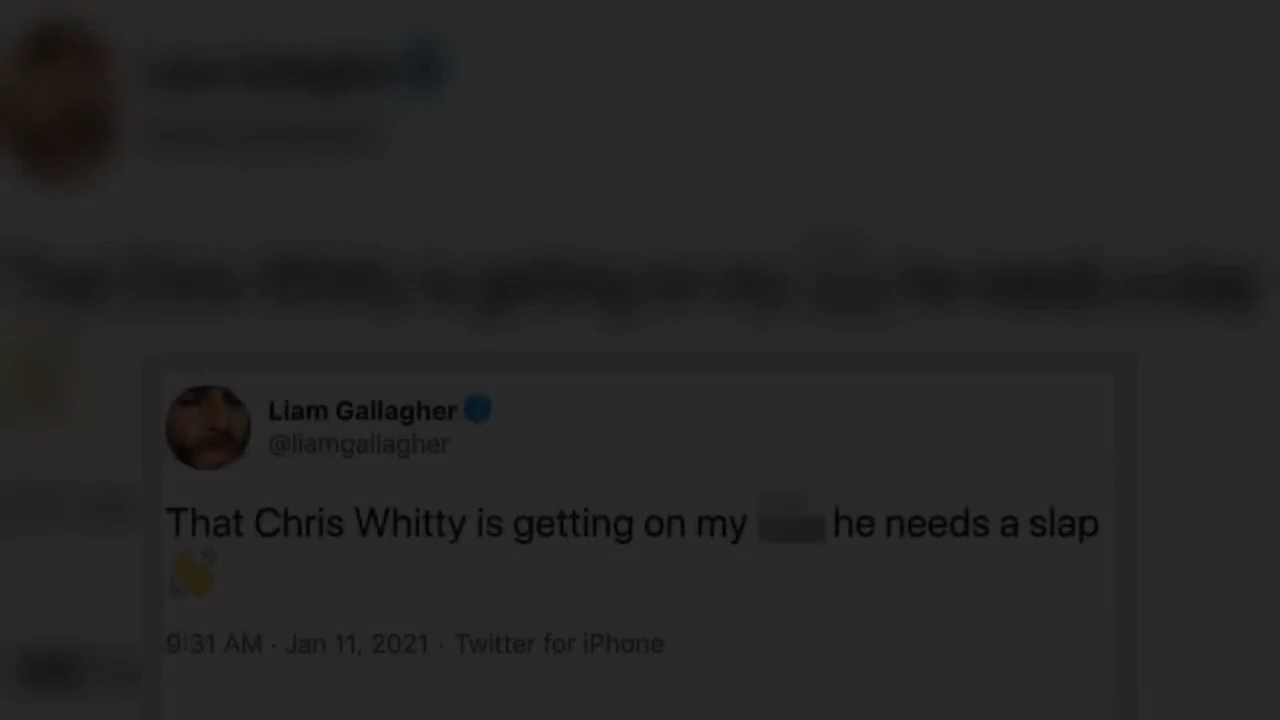 Liam Gallagher
@liamgallagher
That Chris Whitty is getting on my he needs a slap
9:31 AM · Jan 11, 2021 · Twitter for iPhone